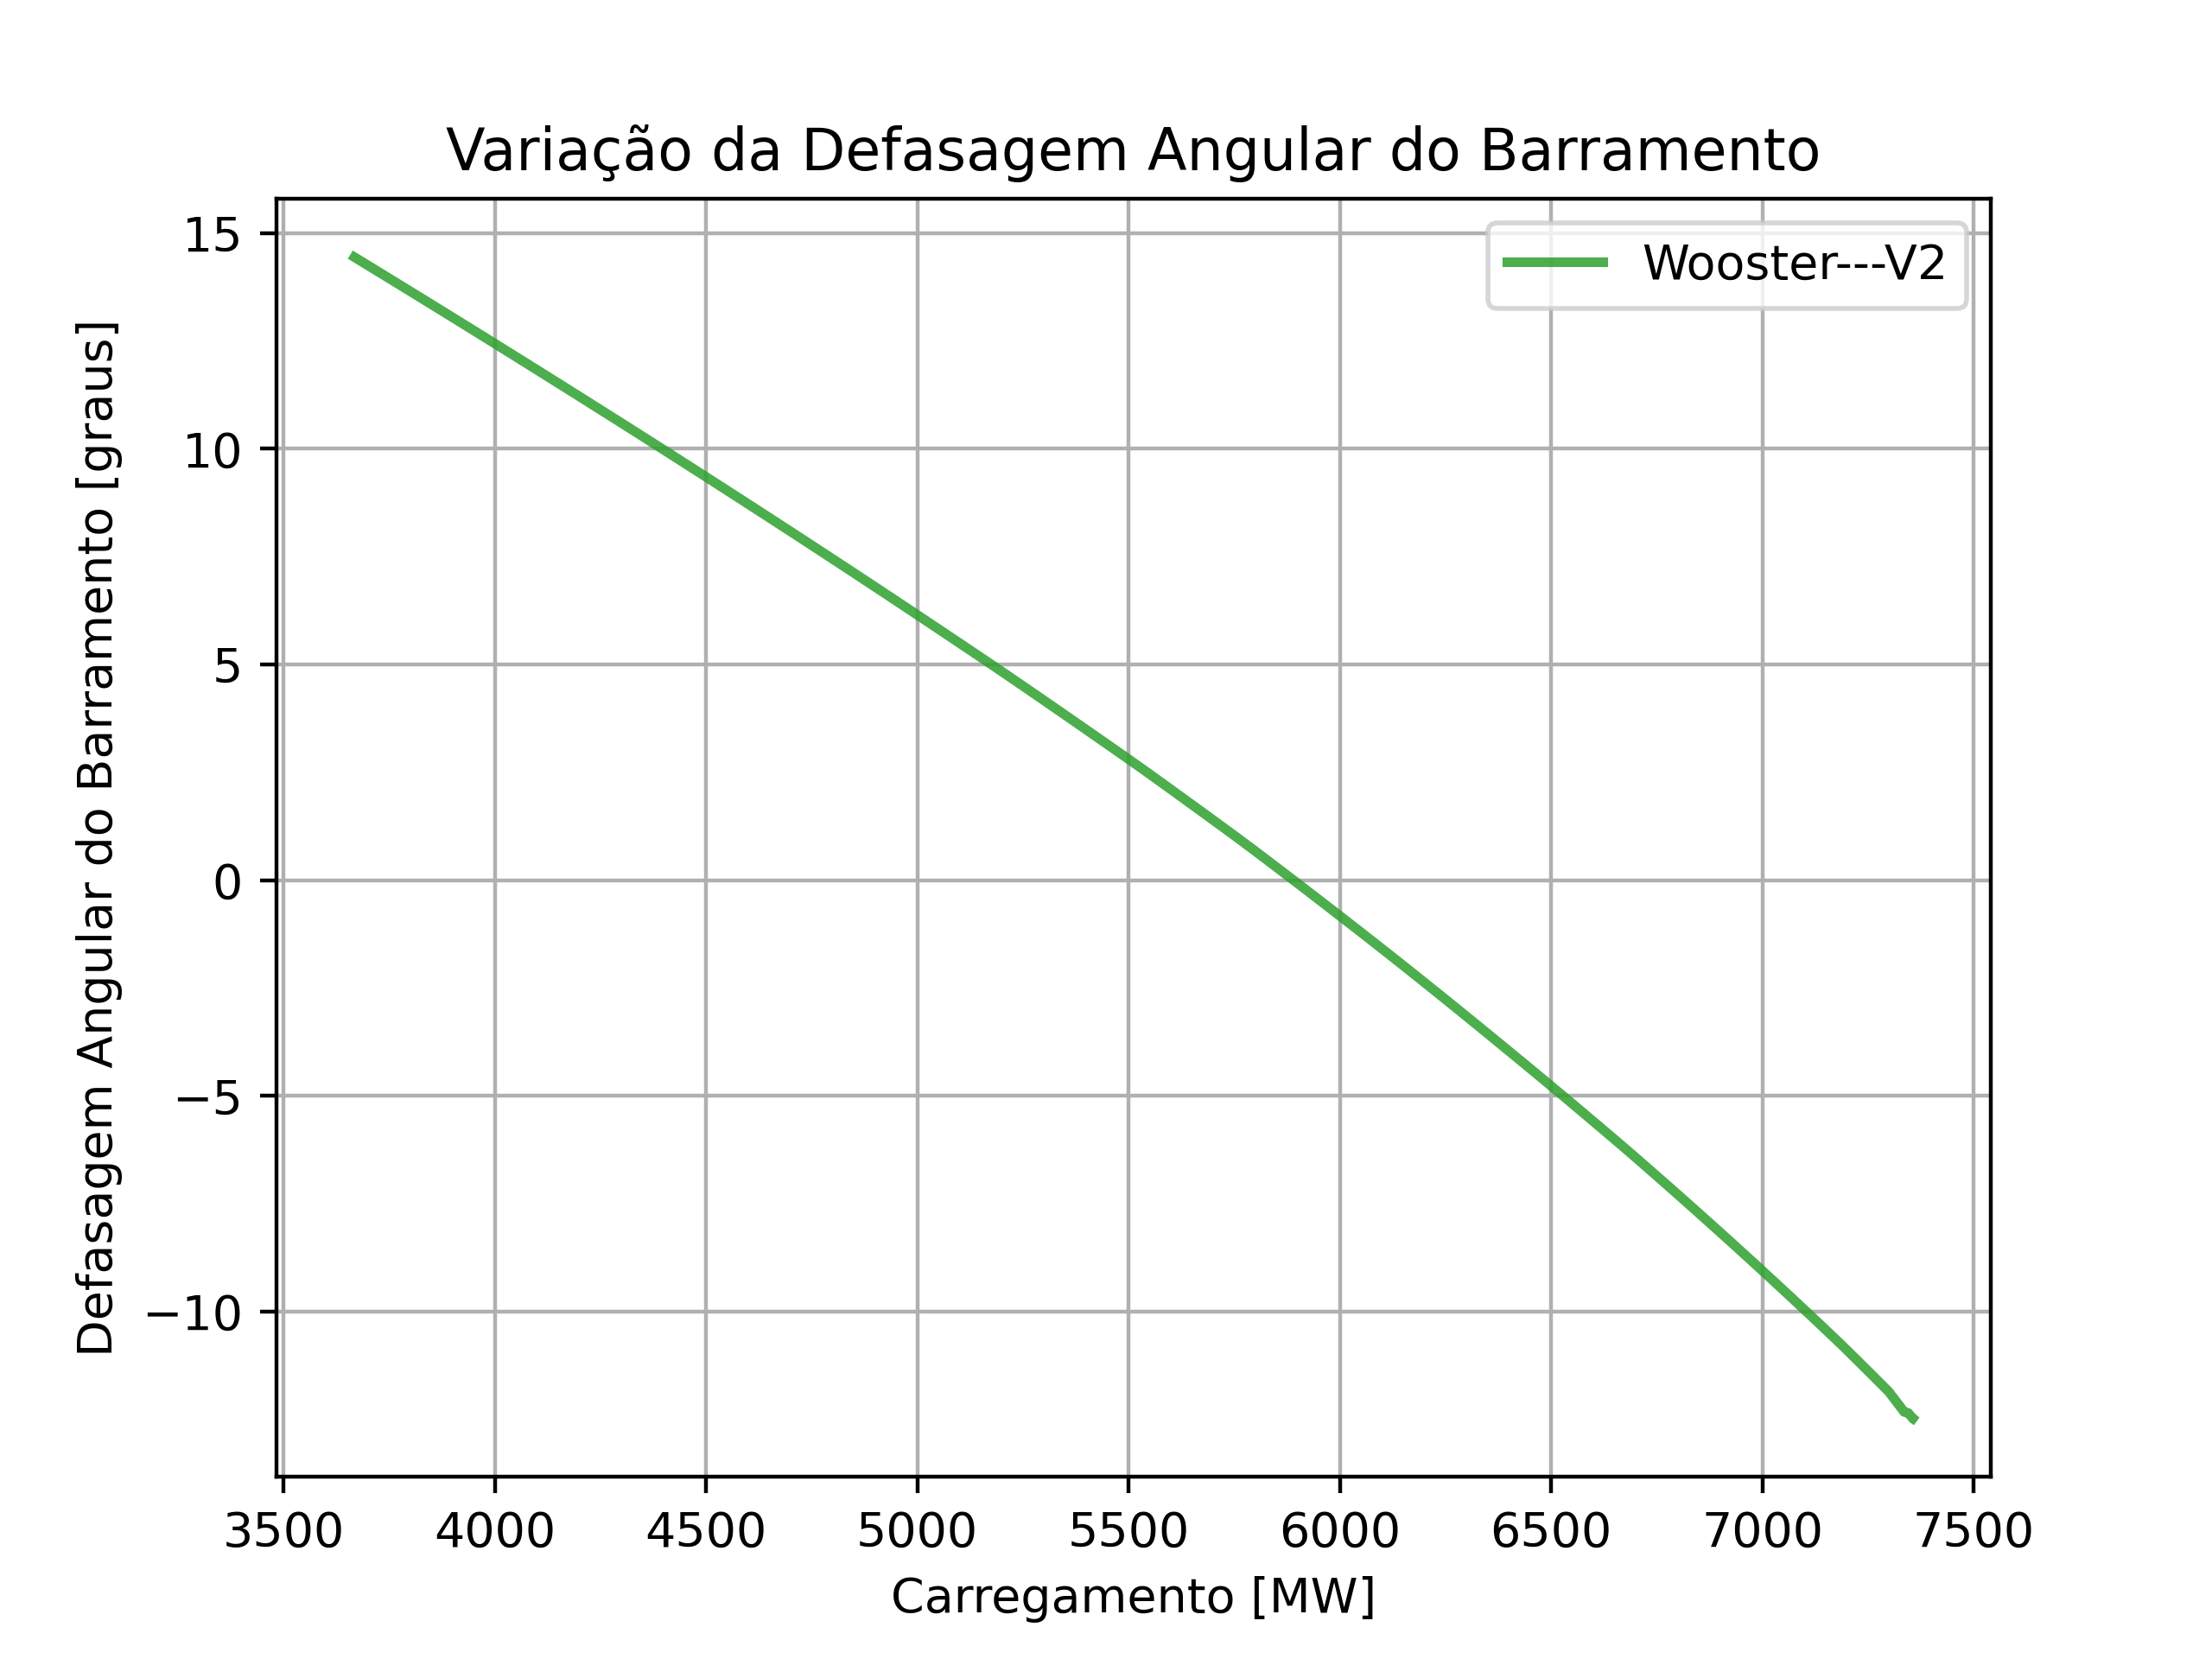 Variação da Defasagem Angular do Barramento
Wooster---V2
Defasagem Angular do Barramento [graus]
15
10
5
0
−5
−10
3500 4000 4500 5000 5500 6000 6500 7000 7500
Carregamento [MW]